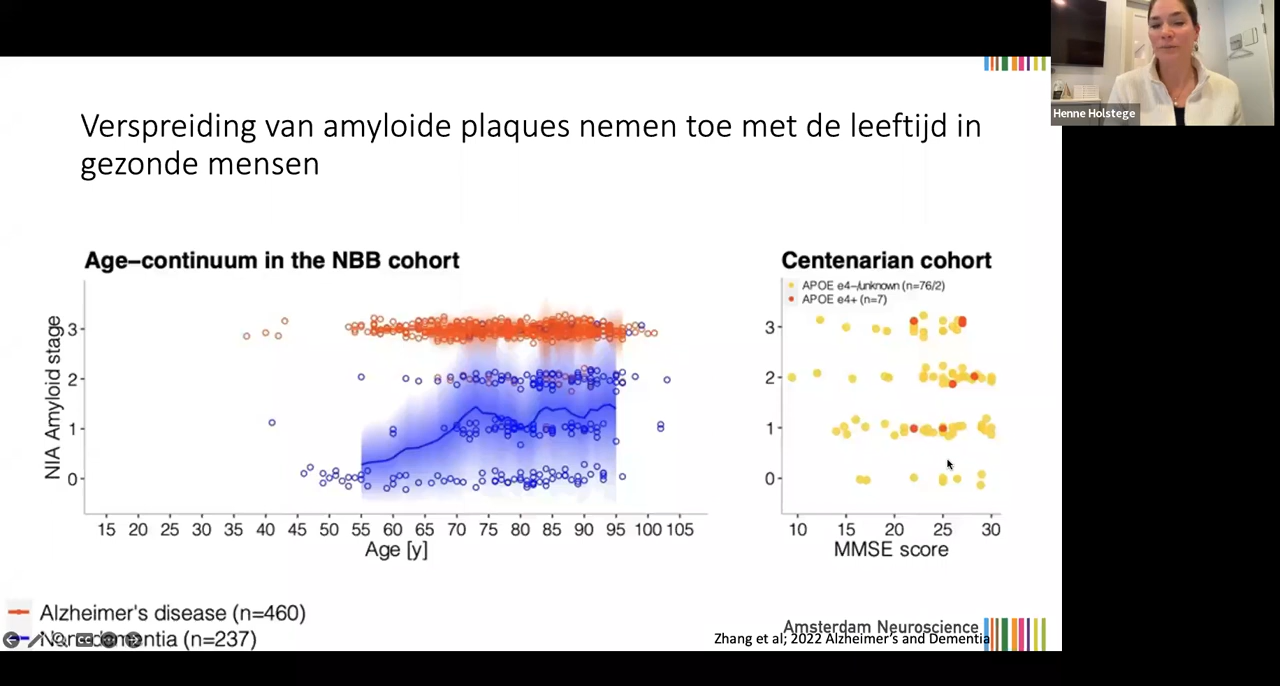 Henne Holstege
Verspreiding van amyloide plaques nemen toe met de leeftijd in
gezonde mensen
Age–continuum in the NBB cohort
NIA Amyloid stage
3
2
1
0
15 20 25 30 35 40 45 50 55 60 65 70 75 80 85 90 95 100 105
Age [y]
Centenarian cohort
APOE e4–/unknown (n=76/2)
APOE e4+ (n=7)
3
2
1
0
10 15 20 25 30
MMSE score
Alzheimer's disease (n=460)
(n=237)
Amsterdam Neuroscience
Zhang et al; 2022 Alzheimer's and Dementia